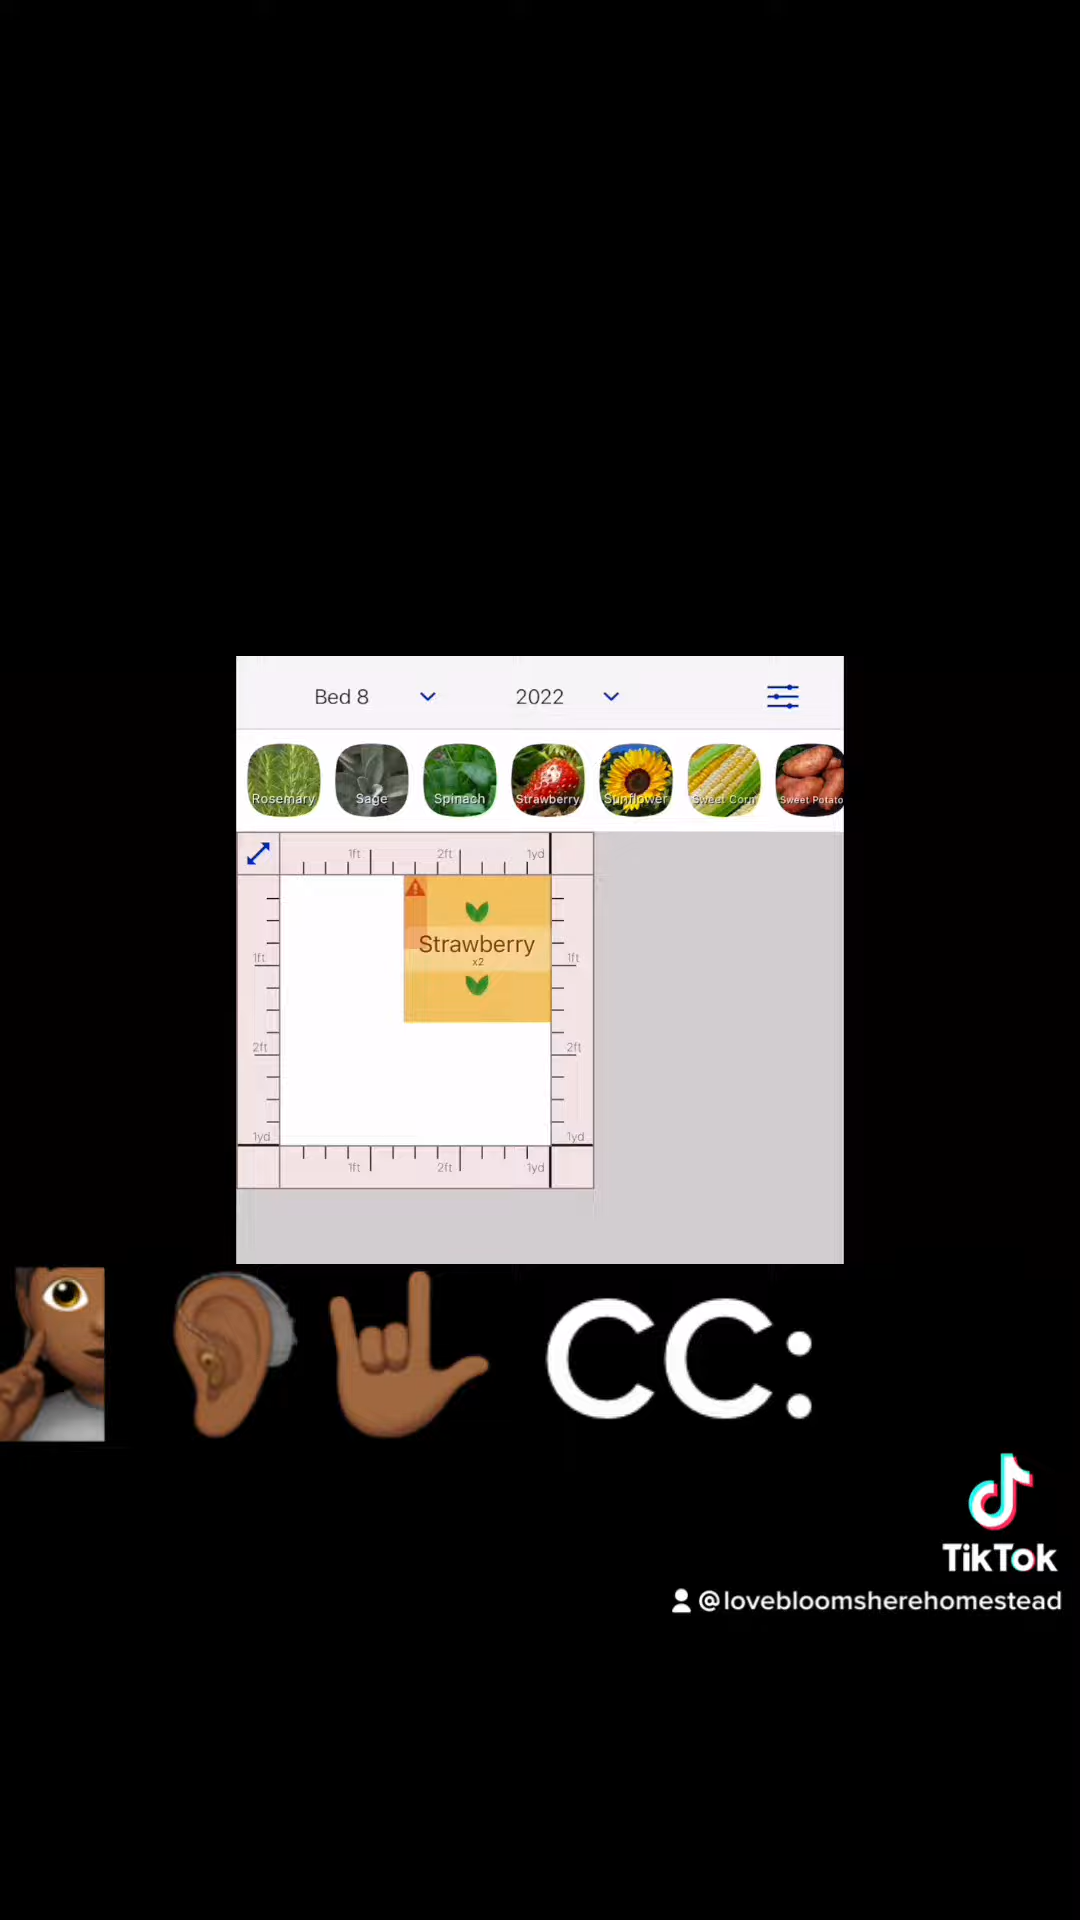 Bed 8 2022
Rosemary Sage Spinach Strawberry Sunflower Sweet Corn Sweet Potato
1ft 2ft 1yd
Strawberry
x2
1ft 1ft
2ft 2ft
1yd 1yd
1ft 2ft 1yd
CC:
TikTok
@lovebloomsherehomestead